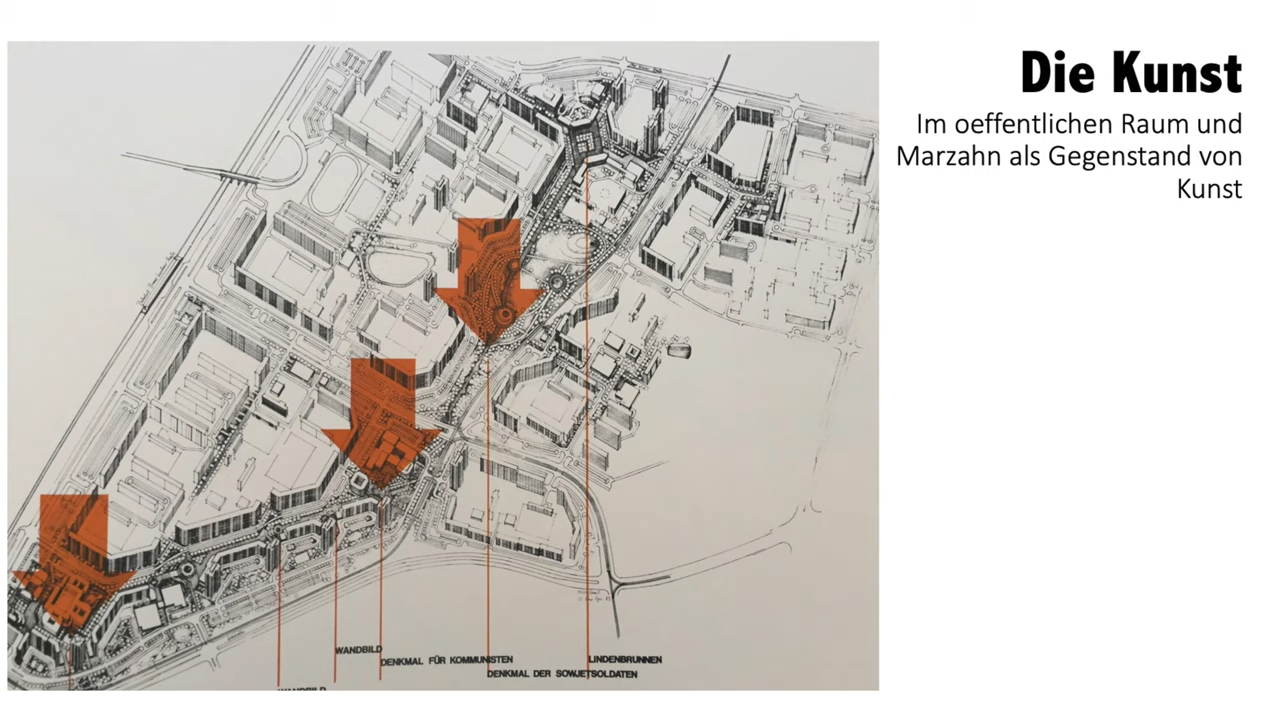 Die Kunst
Im oeffentlichen Raum und
Marzahn als Gegenstand von
Kunst
WANDBILD
DENKMAL FÜR KOMMUNISTEN
LINDENBRUNNEN
DENKMAL DER SOWJETSOLDATEN
WANDBILD